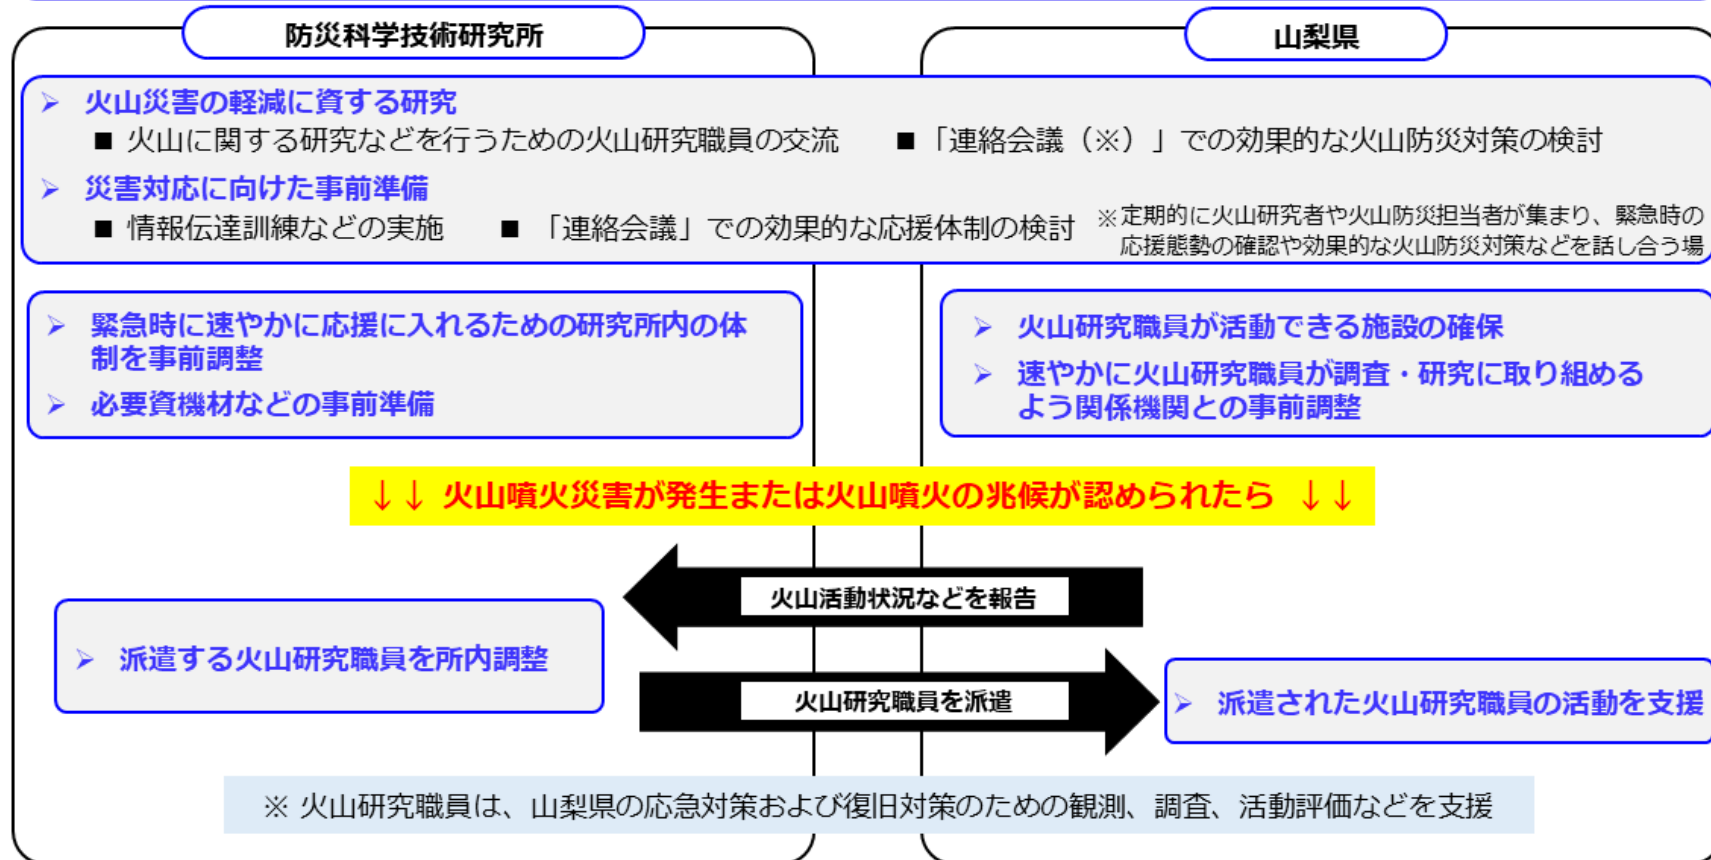 防災科学技術研究所
山梨県
➢ 火山災害の軽減に資する研究
■ 火山に関する研究などを行うための火山研究職員の交流 ■「連絡会議（※）」での効果的な火山防災対策の検討
➢ 災害対応に向けた事前準備
■ 情報伝達訓練などの実施 ■ 「連絡会議」での効果的な応援体制の検討
※定期的に火山研究者や火山防災担当者が集まり、緊急時の
応援態勢の確認や効果的な火山防災対策などを話し合う場
➢ 緊急時に速やかに応援に入れるための研究所内の体
制を事前調整
➢ 必要資機材などの事前準備
➢ 火山研究職員が活動できる施設の確保
➢ 速やかに火山研究職員が調査・研究に取り組める
よう関係機関との事前調整
↓↓ 火山噴火災害が発生または火山噴火の兆候が認められたら ↓↓
火山活動状況などを報告
➢ 派遣する火山研究職員を所内調整
火山研究職員を派遣
➢ 派遣された火山研究職員の活動を支援
※ 火山研究職員は、山梨県の応急対策および復旧対策のための観測、調査、活動評価などを支援